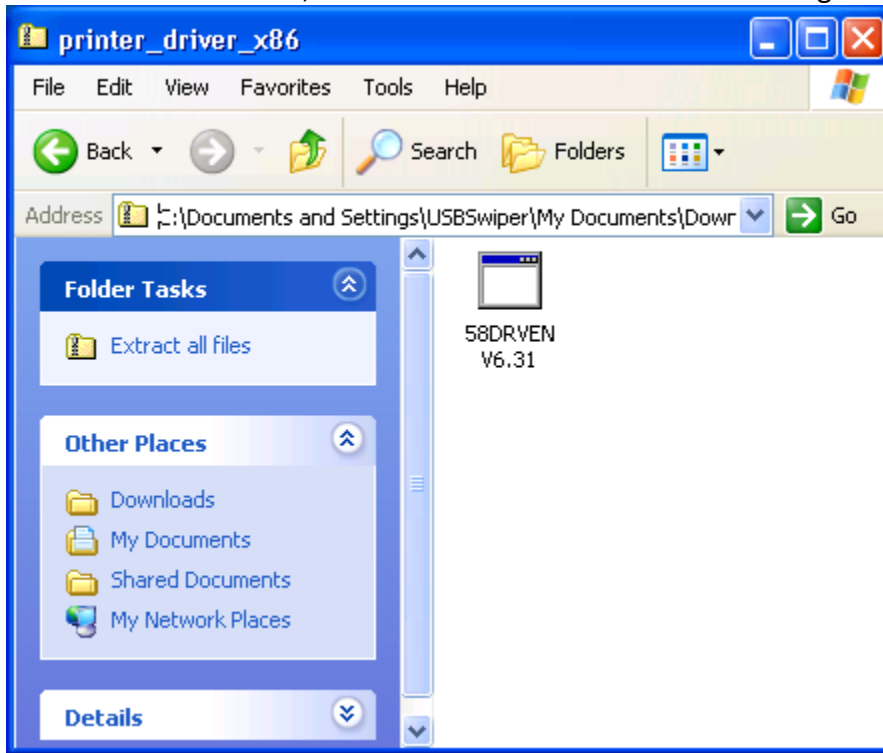 printer_driver_x86
File Edit View Favorites Tools Help
Back Search Folders
Address C:\Documents and Settings\USBSwiper\My Documents\Dowr Go
Folder Tasks
Extract all files
Other Places
Downloads
My Documents
Shared Documents
My Network Places
Details
58DRVEN
V6.31